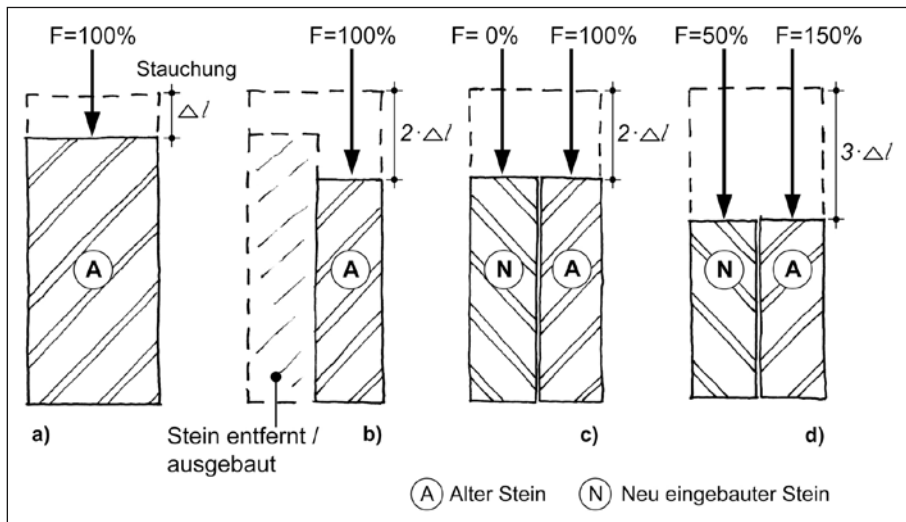 F=100%
F=100%
F= 0%
F=100%
F=50%
F=150%
Stauchung
△l
2·△l
2·△l
3·△l
A
A
N
A
N
A
a)
Stein entfernt /
ausgebaut
b)
c)
d)
A Alter Stein
N Neu eingebauter Stein